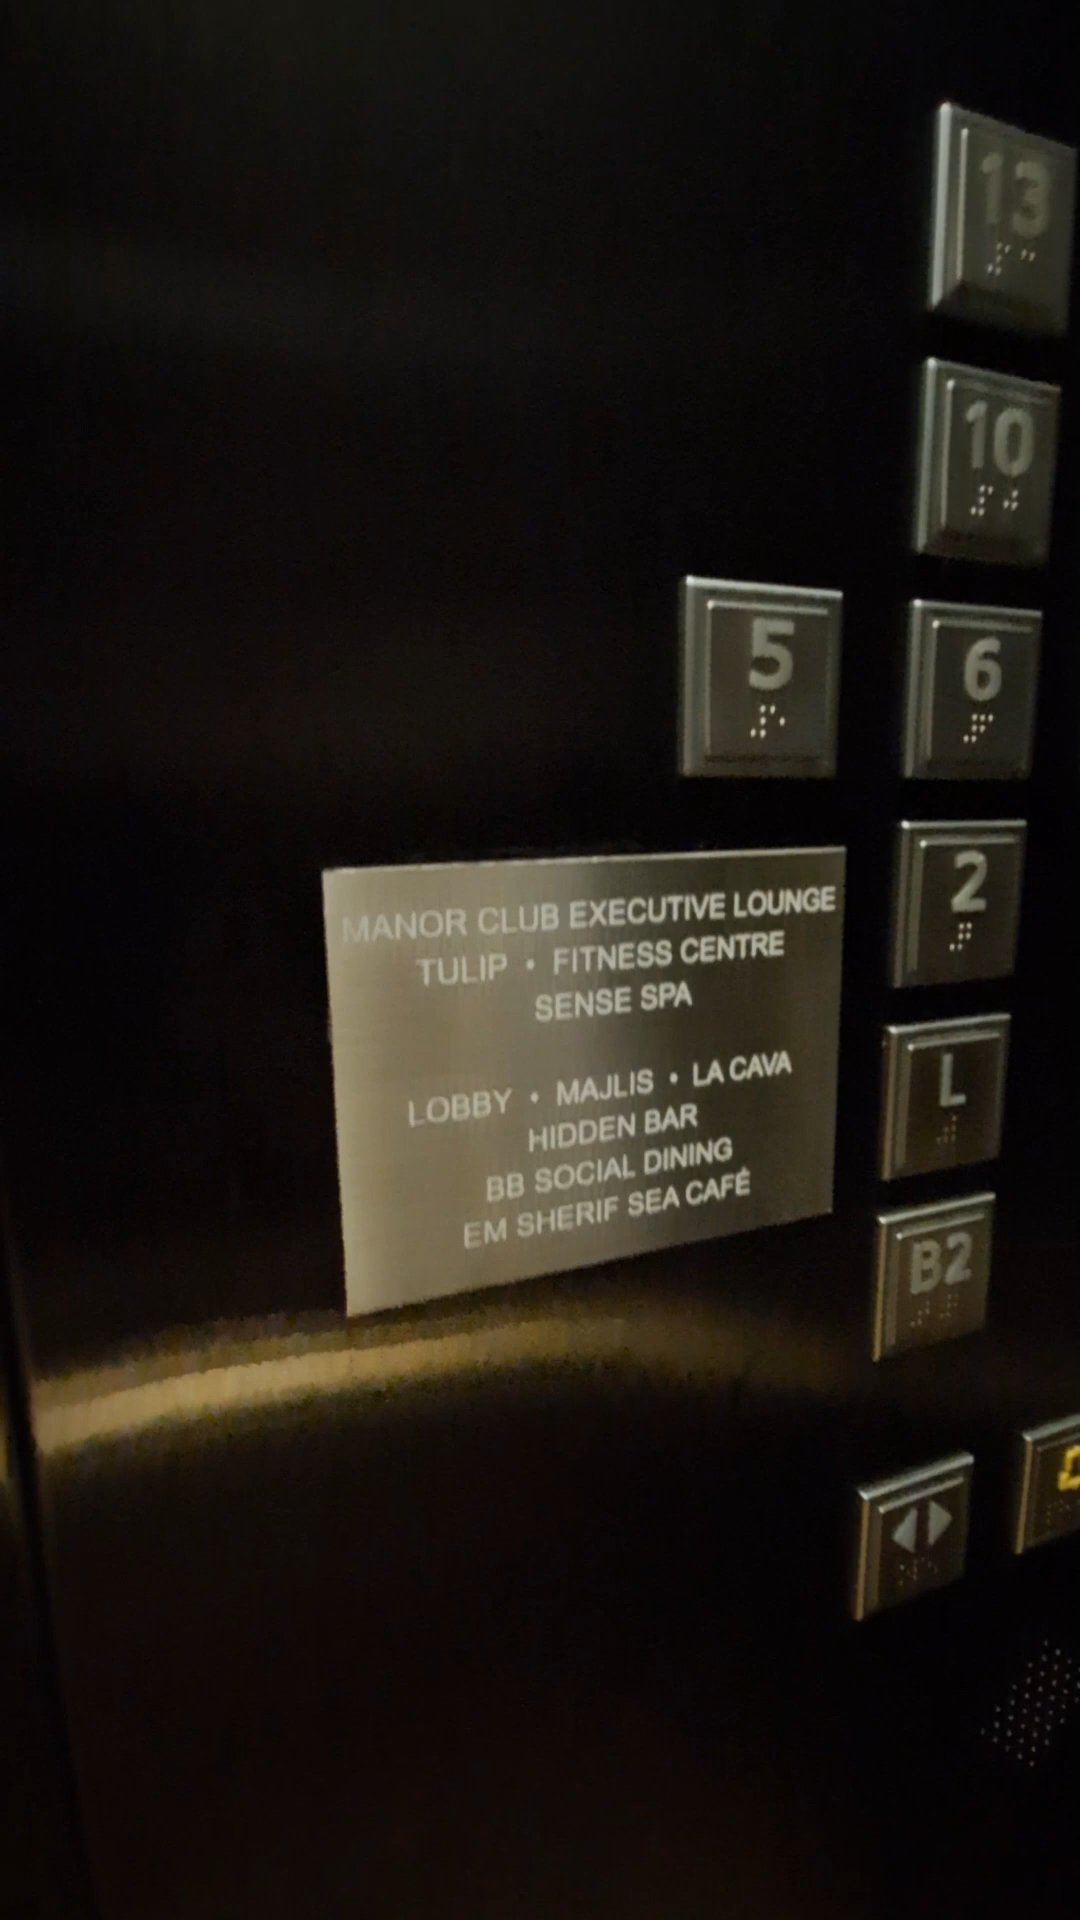 13
10
5 6
MANOR CLUB EXECUTIVE LOUNGE
TULIP • FITNESS CENTRE
SENSE SPA
2
LOBBY • MAJLIS • LA CAVA
HIDDEN BAR
BB SOCIAL DINING
EM SHERIF SEA CAFÉ
L
B2